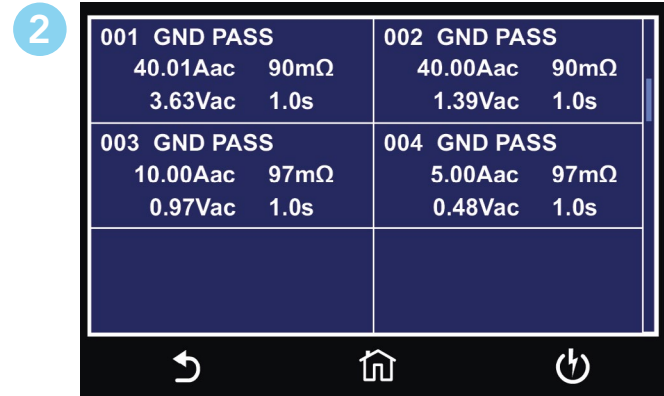 2
001 GND PASS
40.01Aac 90mΩ
3.63Vac 1.0s
002 GND PASS
40.00Aac 90mΩ
1.39Vac 1.0s
003 GND PASS
10.00Aac 97mΩ
0.97Vac 1.0s
004 GND PASS
5.00Aac 97mΩ
0.48Vac 1.0s